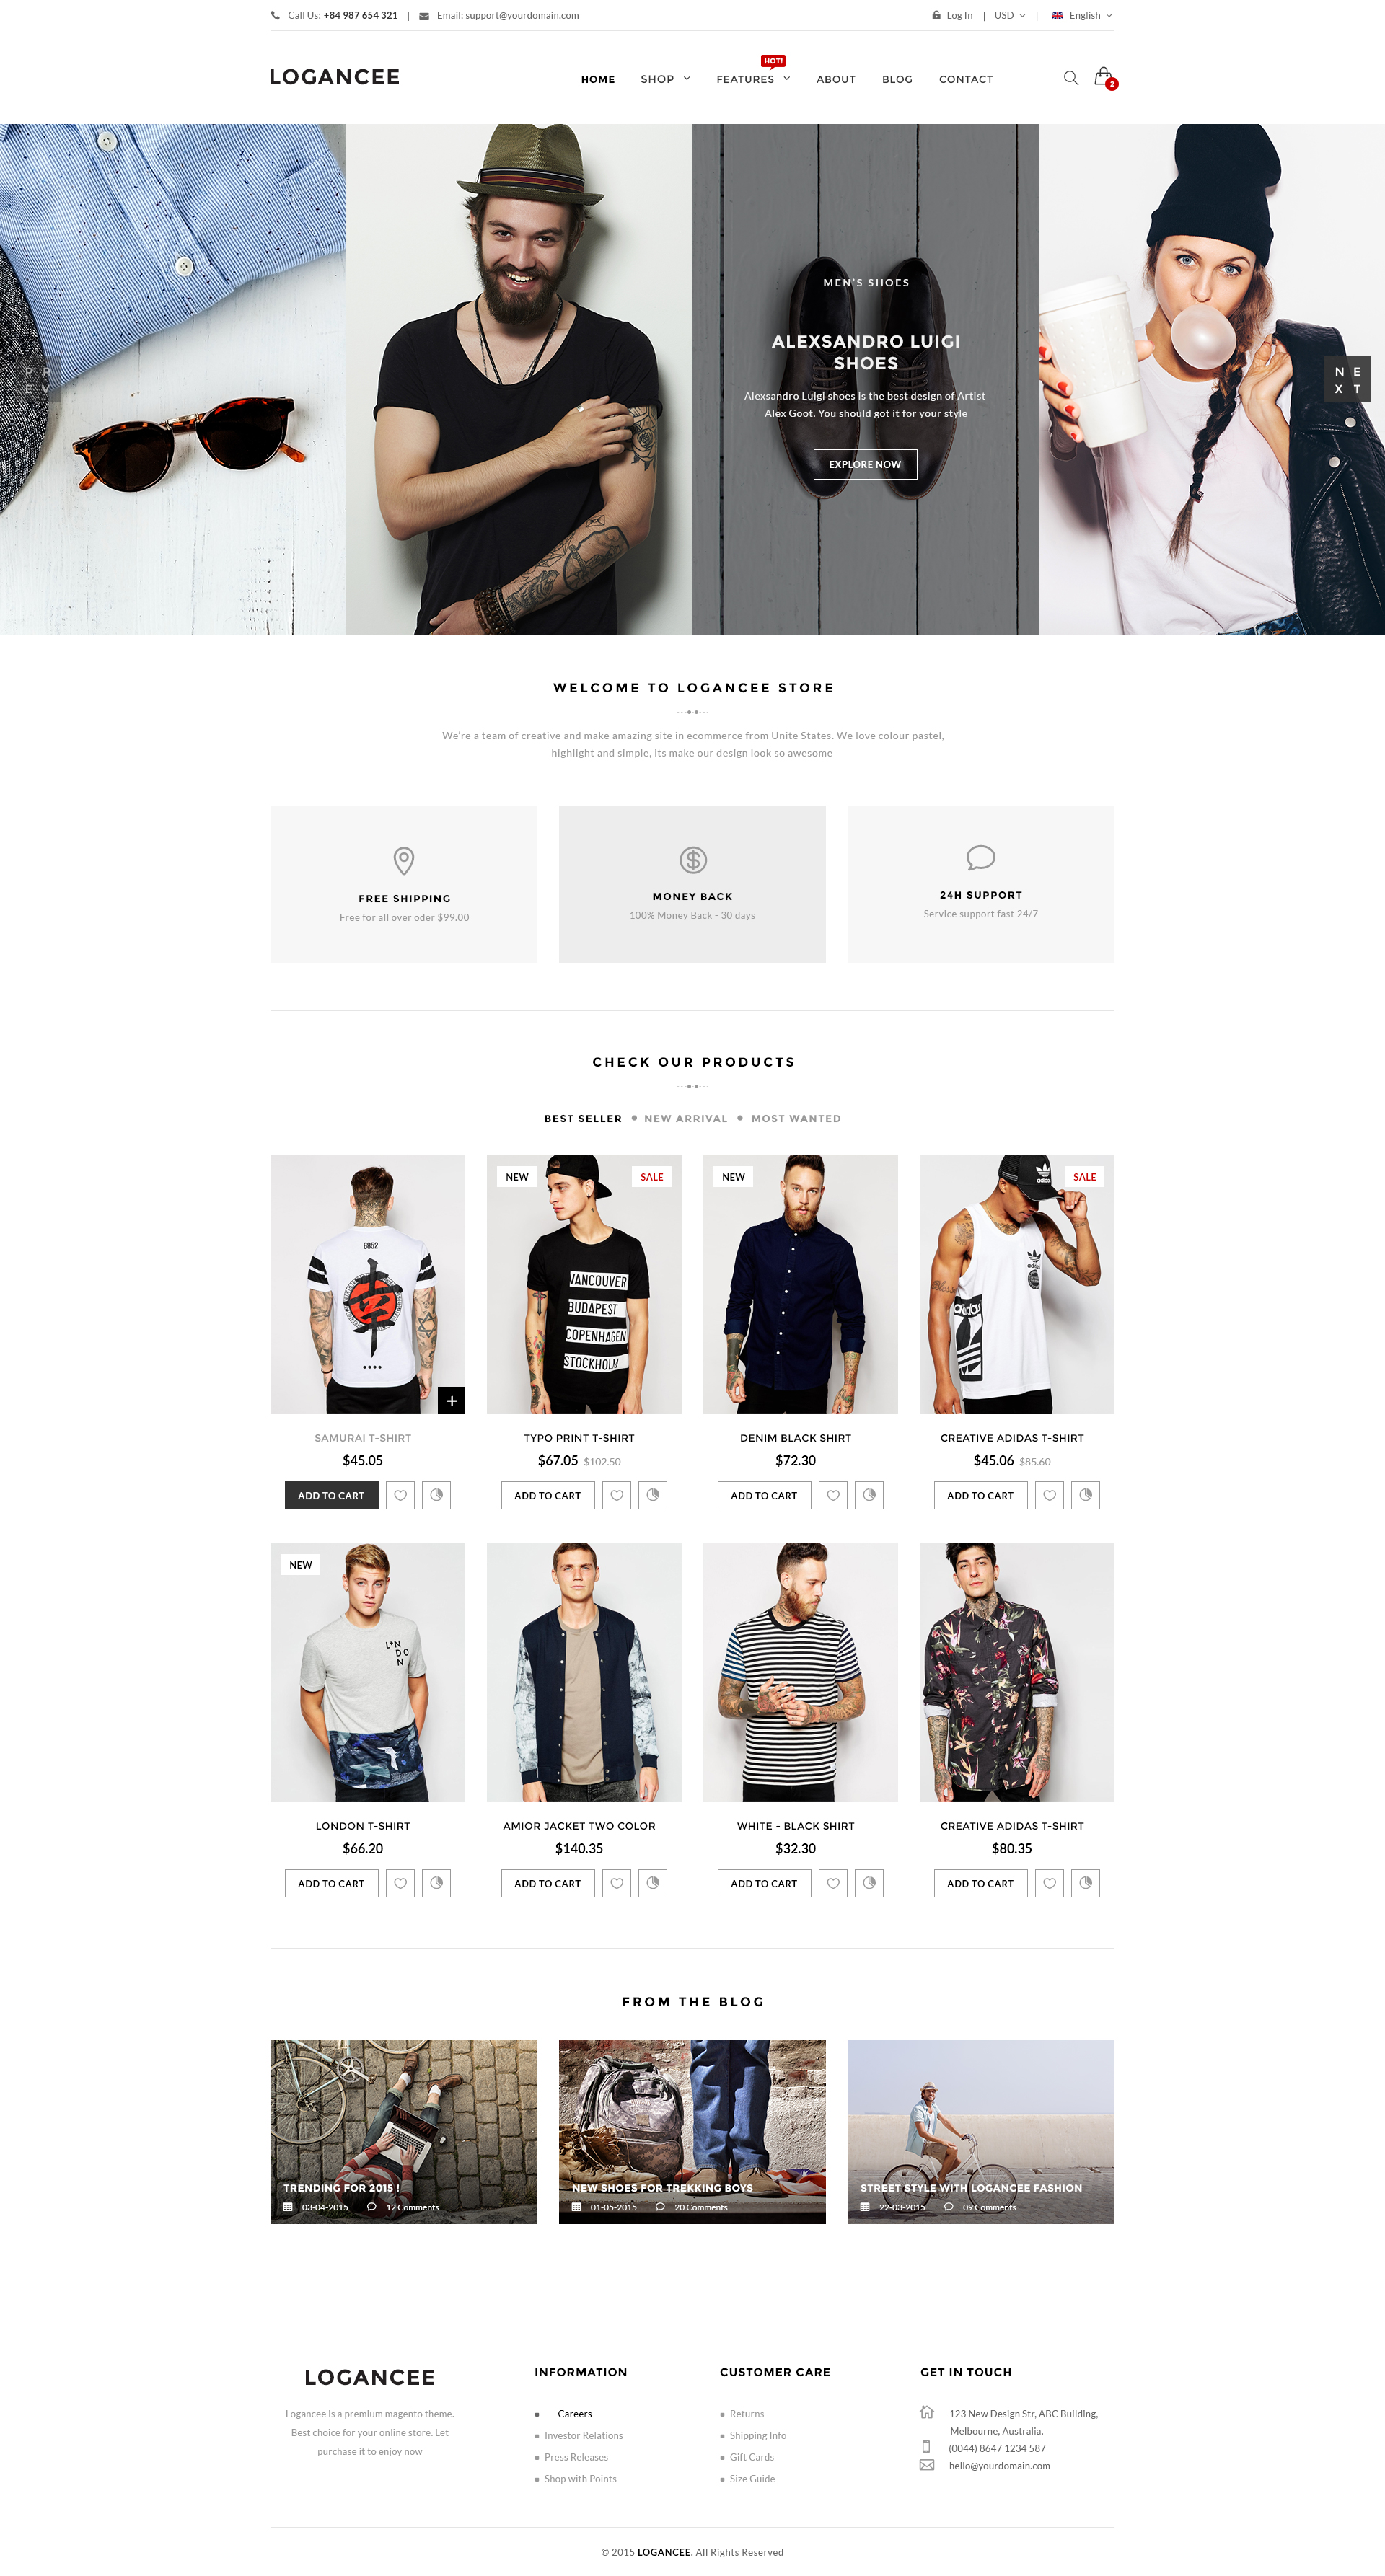 Call Us: +84 987 654 321 | Email: support@yourdomain.com
Log In | USD | English
LOGANCEE
HOME SHOP FEATURES ABOUT BLOG CONTACT
HOT!
2
PR
EV
MEN'S SHOES
ALEXSANDRO LUIGI
SHOES
Alexsandro Luigi shoes is the best design of Artist
Alex Goot. You should got it for your style
EXPLORE NOW
NE
XT
WELCOME TO LOGANCEE STORE
We're a team of creative and make amazing site in ecommerce from Unite States. We love colour pastel,
highlight and simple, its make our design look so awesome
FREE SHIPPING
Free for all over oder $99.00
MONEY BACK
100% Money Back - 30 days
24H SUPPORT
Service support fast 24/7
CHECK OUR PRODUCTS
BEST SELLER NEW ARRIVAL MOST WANTED
6852
NEW
SALE
VANCOUVER
BUDAPEST
COPENHAGEN
STOCKHOLM
NEW
SALE
adidas
adidas
adidas
SAMURAI T-SHIRT
$45.05
ADD TO CART
TYPO PRINT T-SHIRT
$67.05 $102.50
ADD TO CART
DENIM BLACK SHIRT
$72.30
ADD TO CART
CREATIVE ADIDAS T-SHIRT
$45.06 $85.60
ADD TO CART
NEW
L*N
DO
N
LONDON T-SHIRT
$66.20
ADD TO CART
AMIOR JACKET TWO COLOR
$140.35
ADD TO CART
WHITE - BLACK SHIRT
$32.30
ADD TO CART
CREATIVE ADIDAS T-SHIRT
$80.35
ADD TO CART
FROM THE BLOG
TRENDING FOR 2015 !
03-04-2015 12 Comments
NEW SHOES FOR TREKKING BOYS
01-05-2015 20 Comments
STREET STYLE WITH LOGANCEE FASHION
22-03-2015 09 Comments
LOGANCEE
Logancee is a premium magento theme.
Best choice for your online store. Let
purchase it to enjoy now
INFORMATION
Careers
Investor Relations
Press Releases
Shop with Points
CUSTOMER CARE
Returns
Shipping Info
Gift Cards
Size Guide
GET IN TOUCH
123 New Design Str, ABC Building,
Melbourne, Australia.
(0044) 8647 1234 587
hello@yourdomain.com
© 2015 LOGANCEE. All Rights Reserved